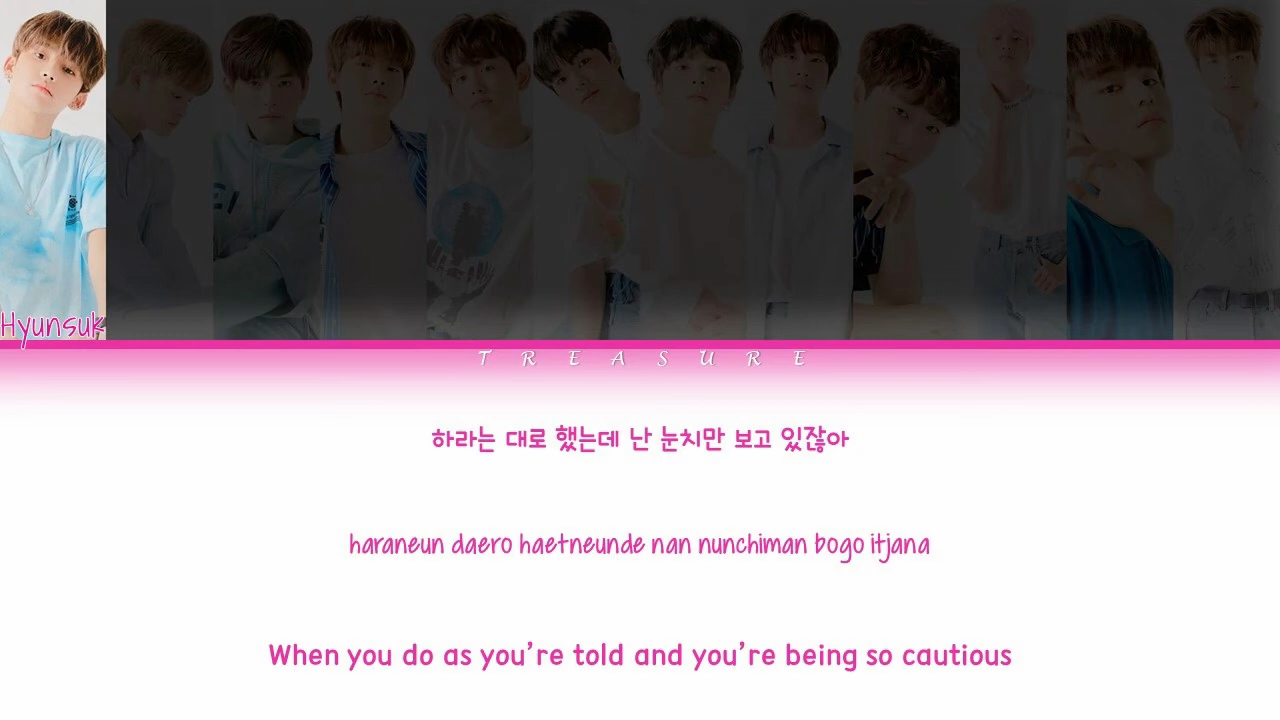 Hyunsuk
T R E A S U R E
하라는 대로 했는데 난 눈치만 보고 있잖아
haraneun daero haetneunde nan nunchiman bogo itjana
When you do as you're told and you're being so cautious